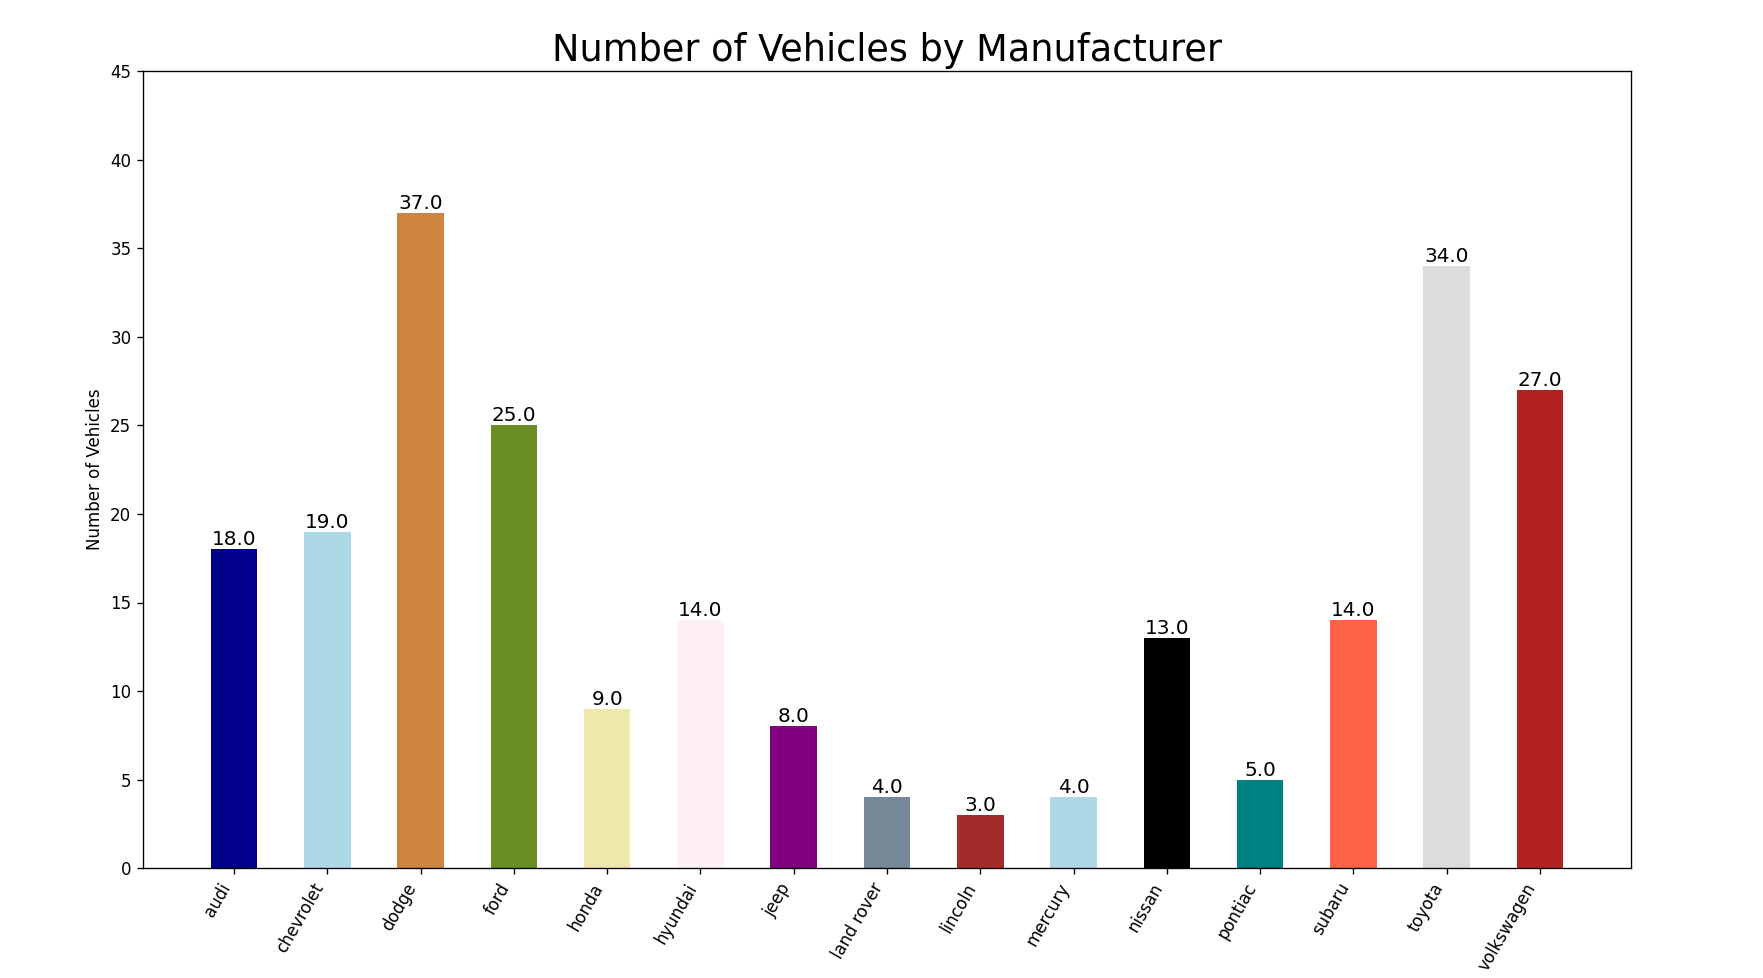 Number of Vehicles by Manufacturer
45
40
35
30
25
20
15
10
5
0
Number of Vehicles
18.0
19.0
37.0
25.0
9.0
14.0
8.0
4.0
3.0
4.0
13.0
5.0
14.0
34.0
27.0
audi
chevrolet
dodge
ford
honda
hyundai
jeep
land rover
lincoln
mercury
nissan
pontiac
subaru
toyota
volkswagen